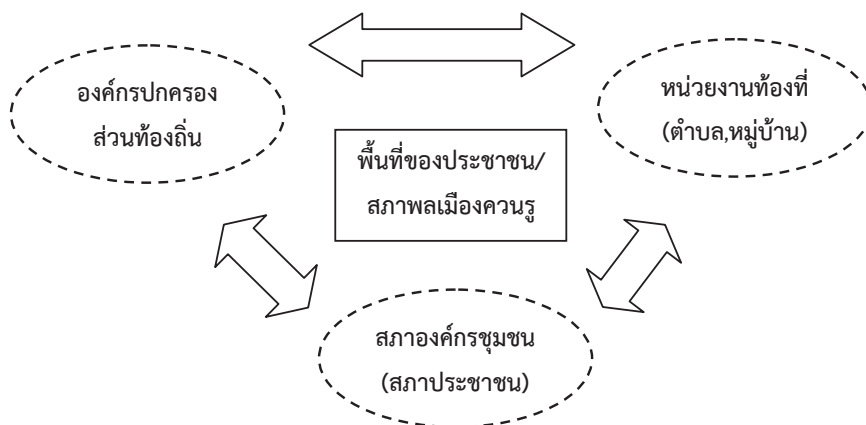 องค์กรปกครอง
ส่วนท้องถิ่น
หน่วยงานท้องที่
(ตำบล,หมู่บ้าน)
พื้นที่ของประชาชน/
สภาพลเมืองควนรู
สภาองค์กรชุมชน
(สภาประชาชน)